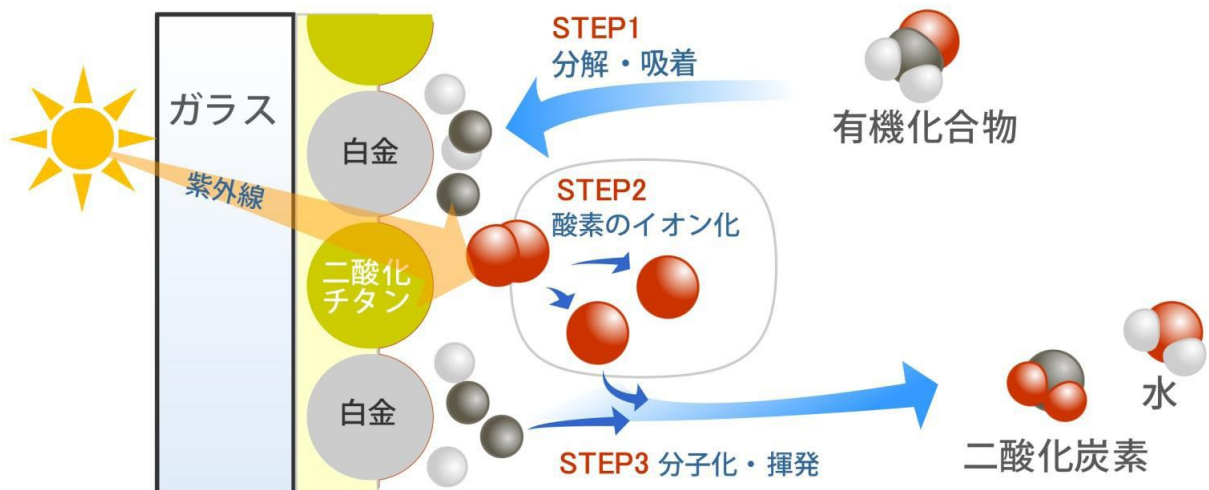 STEP1
分解・吸着
有機化合物
ガラス
白金
紫外線
STEP2
酸素のイオン化
二酸化
チタン
白金
STEP3 分子化・揮発
水
二酸化炭素